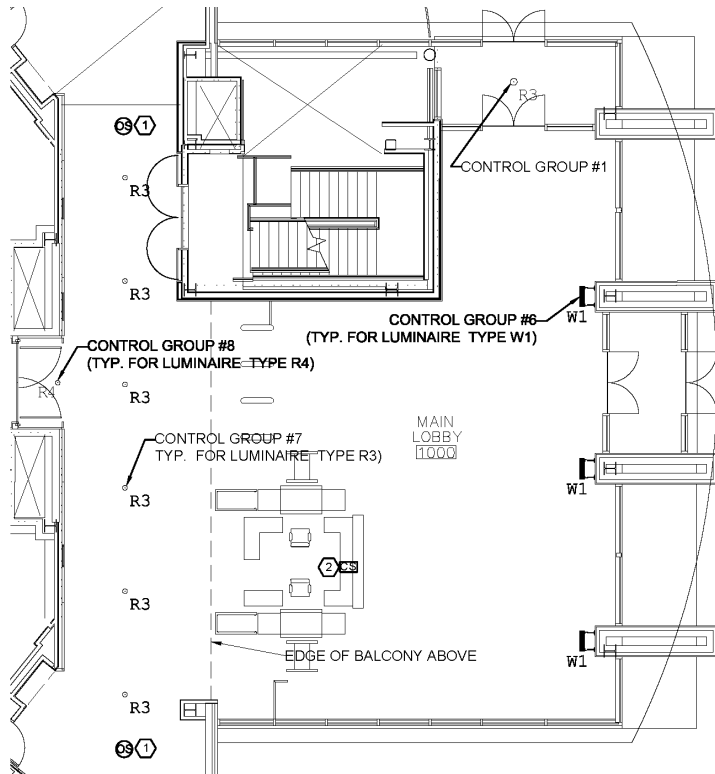 R3
CONTROL GROUP #1
OS 1
R3
R3
CONTROL GROUP #6
(TYP. FOR LUMINAIRE TYPE W1)
W1
CONTROL GROUP #8
(TYP. FOR LUMINAIRE TYPE R4)
R4
R3
MAIN
LOBBY
1000
CONTROL GROUP #7
TYP. FOR LUMINAIRE TYPE R3)
W1
R3
2 CS
R3
EDGE OF BALCONY ABOVE
W1
R3
OS 1